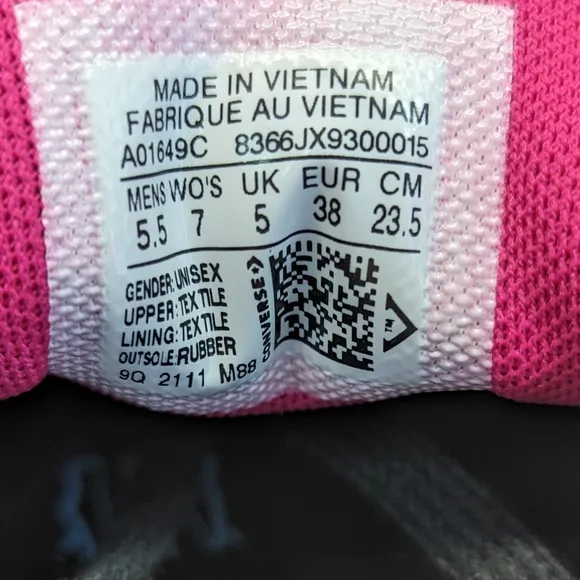 MADE IN VIETNAM
FABRIQUE AU VIETNAM
A01649C 8366JX9300015
MENS WO'S UK EUR CM
5.5 7 5 38 23.5
GENDER:UNISEX
UPPER:TEXTILE
LINING:TEXTILE
OUTSOLE:RUBBER
9Q 2111 M88
CONVERSE
TM